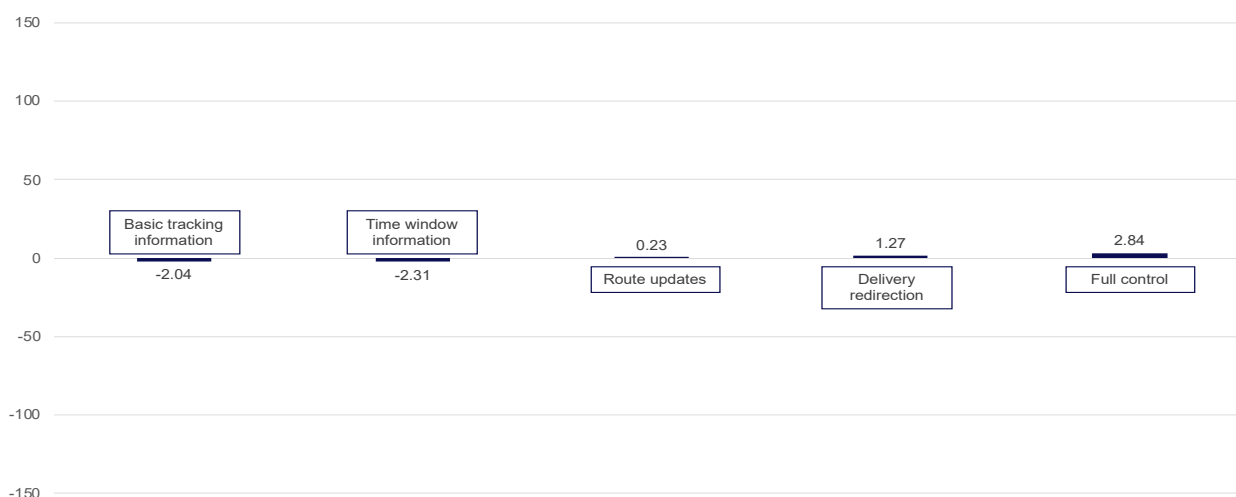 150
100
50
Basic tracking
information
Time window
information
0.23
1.27
2.84
0
-2.04
-2.31
Route updates
Delivery
redirection
Full control
-50
-100
-150